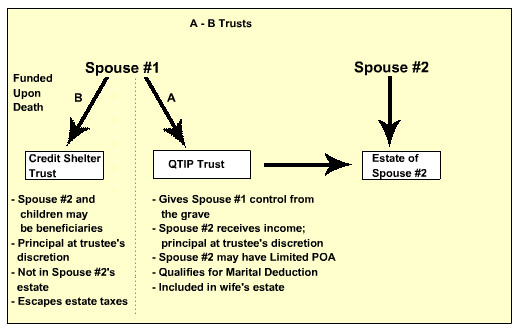 A - B Trusts
Spouse #1
Spouse #2
Funded
Upon
Death
B
A
Credit Shelter
Trust
QTIP Trust
Estate of
Spouse #2
- Spouse #2 and
children may
be beneficiaries
- Principal at trustee's
discretion
- Not in Spouse #2's
estate
- Escapes estate taxes
- Gives Spouse #1 control from
the grave
- Spouse #2 receives income;
principal at trustee's discretion
- Spouse #2 may have Limited POA
- Qualifies for Marital Deduction
- Included in wife's estate